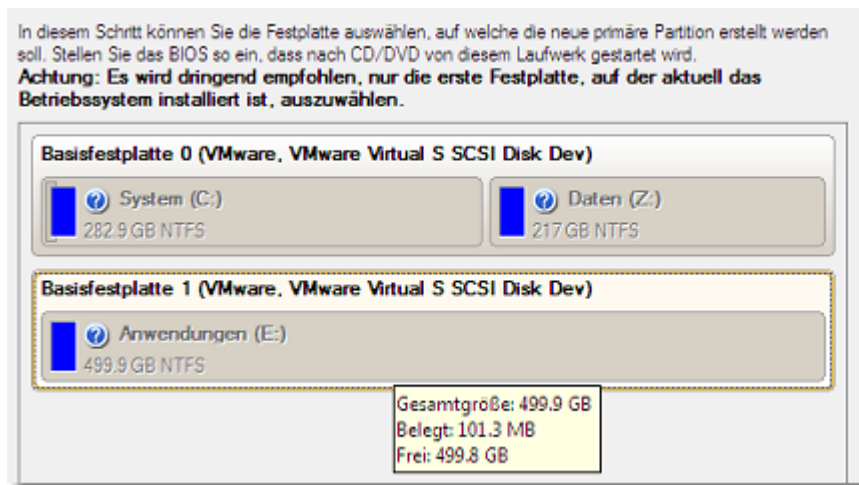 In diesem Schritt können Sie die Festplatte auswählen, auf welche die neue primäre Partition erstellt werden
soll. Stellen Sie das BIOS so ein, dass nach CD/DVD von diesem Laufwerk gestartet wird.
Achtung: Es wird dringend empfohlen, nur die erste Festplatte, auf der aktuell das
Betriebssystem installiert ist, auszuwählen.
Basisfestplatte 0 (VMware, VMware Virtual S SCSI Disk Dev)
System (C:)
282.9 GB NTFS
Daten (Z:)
217 GB NTFS
Basisfestplatte 1 (VMware, VMware Virtual S SCSI Disk Dev)
Anwendungen (E:)
499.9 GB NTFS
Gesamtgröße: 499.9 GB
Belegt: 101.3 MB
Frei: 499.8 GB